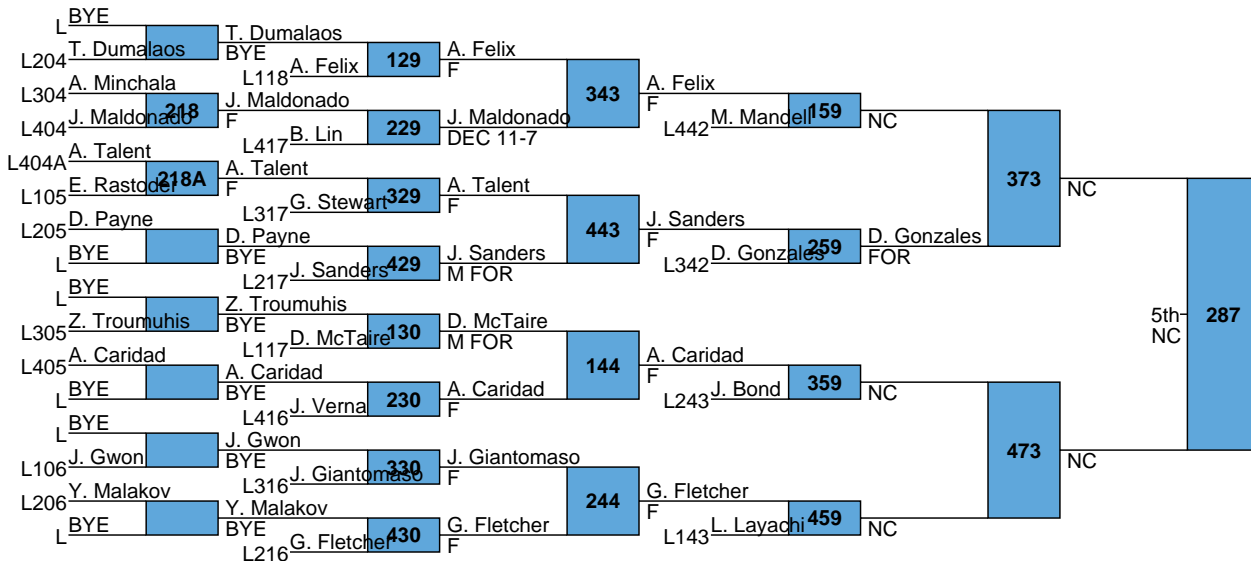 BYE
L
T. Dumalaos
BYE
T. Dumalaos
L204
129
A. Felix
F
L118
A. Felix
343
A. Felix
F
A. Minchala
L304
218
J. Maldonado
F
J. Maldonado
L404
229
J. Maldonado
DEC 11-7
B. Lin
L417
M. Mandell
L442
159
NC
A. Talent
L404A
218A
A. Talent
F
E. Rastoder
L105
329
A. Talent
F
G. Stewart
L317
373
NC
D. Payne
L205
D. Payne
BYE
BYE
L
443
J. Sanders
F
429
J. Sanders
M FOR
J. Sanders
L217
259
D. Gonzales
FOR
D. Gonzales
L342
BYE
L
Z. Troumuhis
BYE
Z. Troumuhis
L305
130
D. McTaire
M FOR
D. McTaire
L117
5th
NC
287
A. Caridad
L405
A. Caridad
BYE
BYE
L
144
A. Caridad
F
230
A. Caridad
F
J. Verna
L416
359
NC
J. Bond
L243
BYE
L
J. Gwon
BYE
J. Gwon
L106
330
J. Giantomaso
F
J. Giantomaso
L316
473
NC
Y. Malakov
L206
Y. Malakov
BYE
BYE
L
244
G. Fletcher
F
430
G. Fletcher
F
G. Fletcher
L216
459
NC
L. Layachi
L143